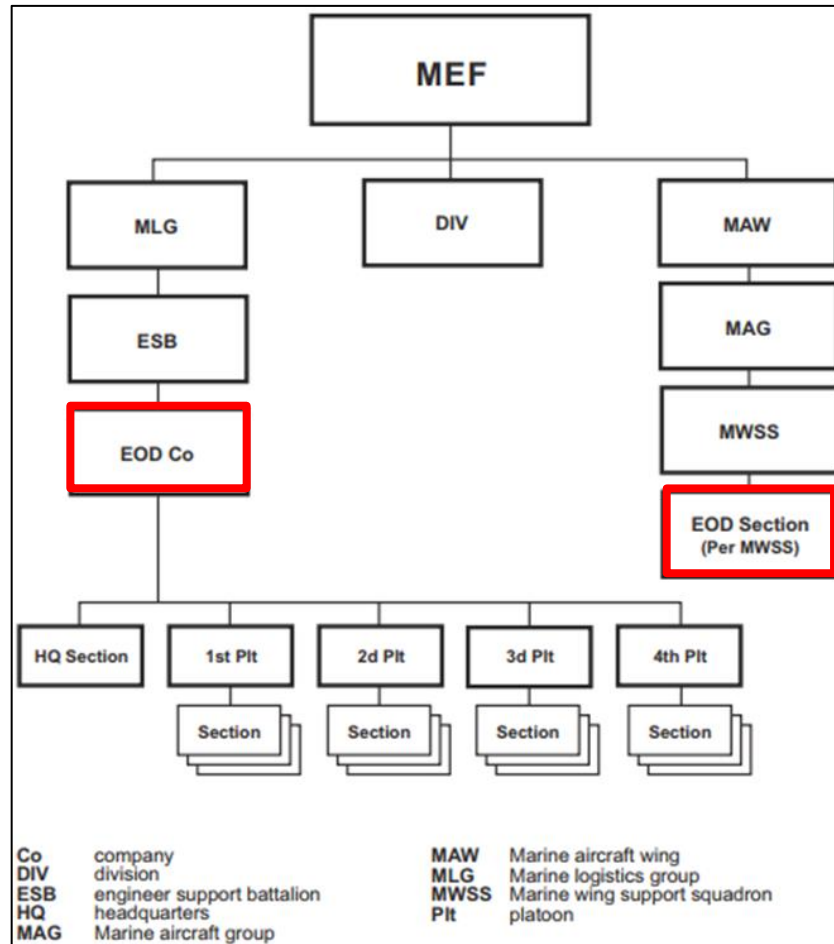 MEF
MLG
DIV
MAW
ESB
MAG
EOD Co
MWSS
EOD Section
(Per MWSS)
HQ Section
1st Plt
2d Plt
3d Plt
4th Plt
Section
Section
Section
Section
Co company
DIV division
ESB engineer support battalion
HQ headquarters
MAG Marine aircraft group
MAW Marine aircraft wing
MLG Marine logistics group
MWSS Marine wing support squadron
Plt platoon